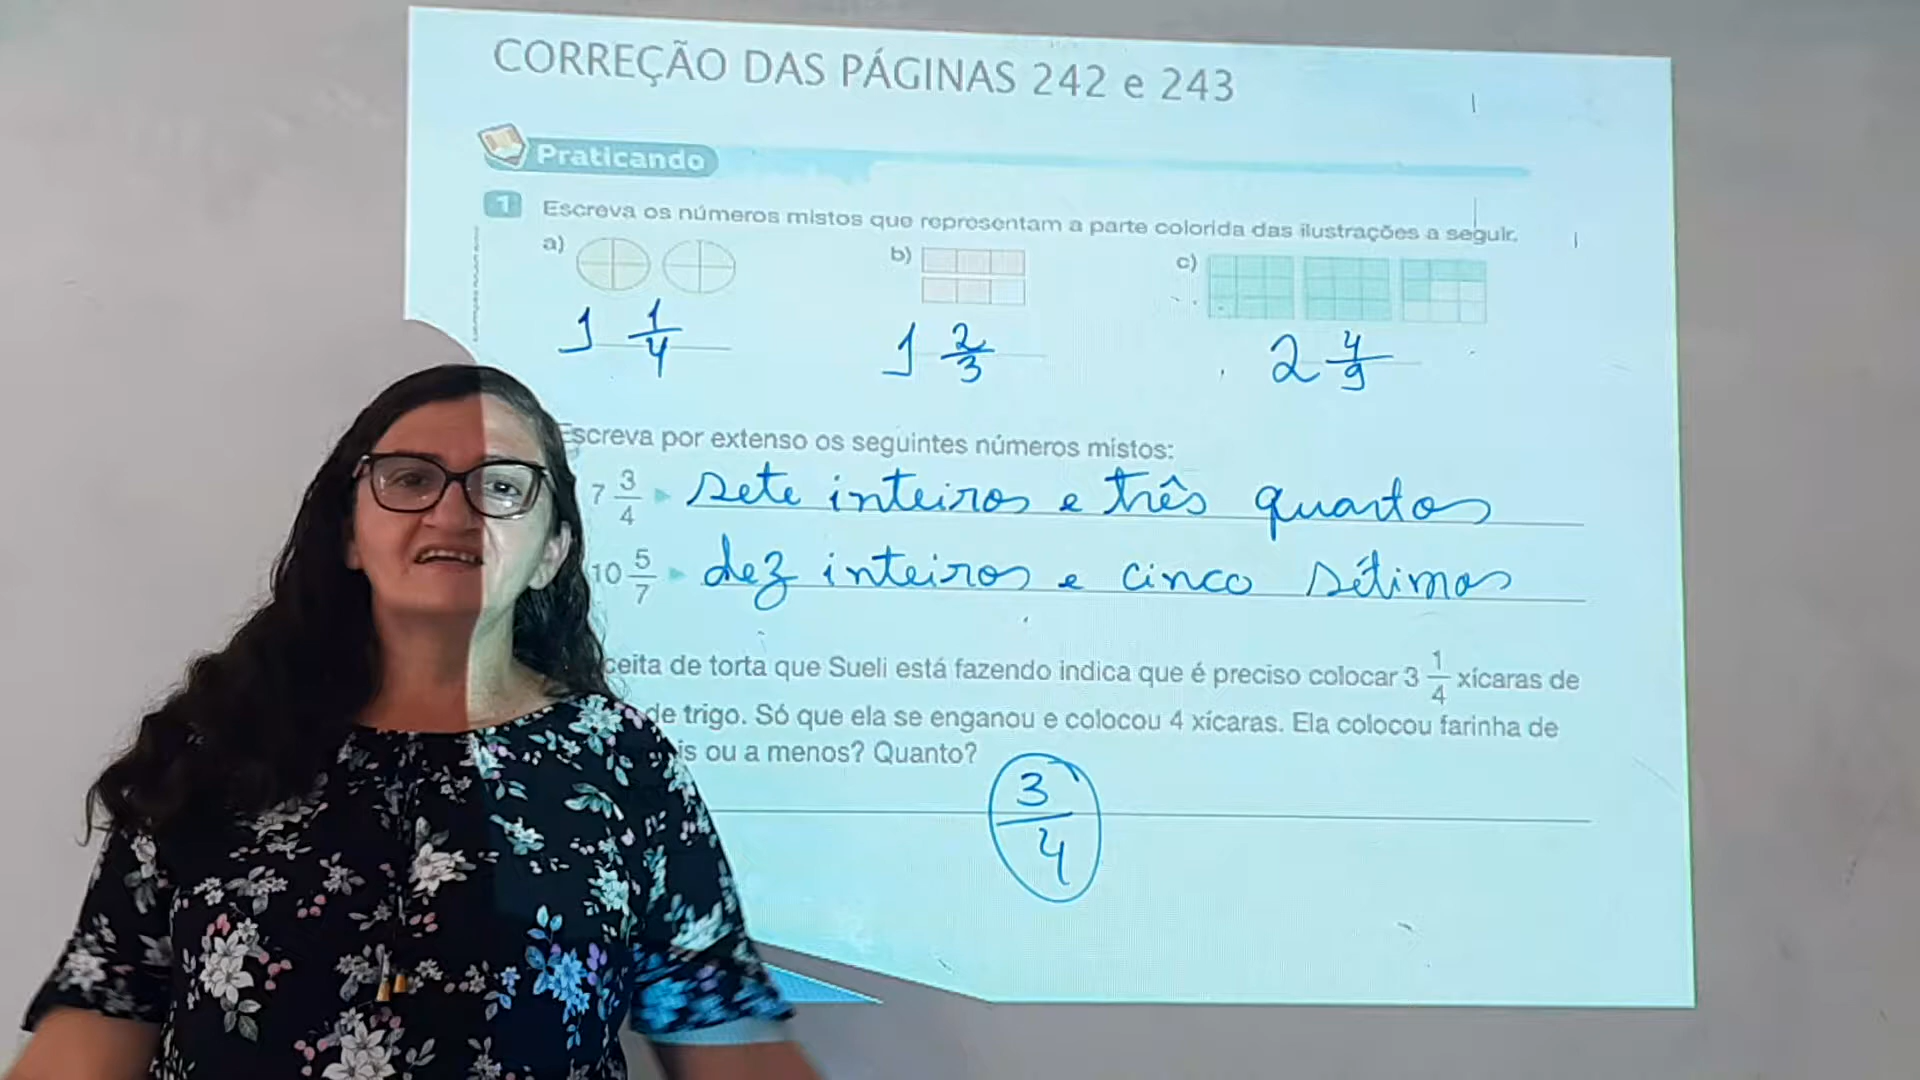 CORREÇÃO DAS PÁGINAS 242 e 243
Praticando
1 Escreva os números mistos que representam a parte colorida das ilustrações a seguir.
a) b) c)
1 1/4 1 2/3 2 4/9
Escreva por extenso os seguintes números mistos:
7 3/4 sete inteiros e três quartos
10 5/7 dez inteiros e cinco sétimos
ceita de torta que Sueli está fazendo indica que é preciso colocar 3 1/4 xícaras de
de trigo. Só que ela se enganou e colocou 4 xícaras. Ela colocou farinha de
is ou a menos? Quanto?
3/4